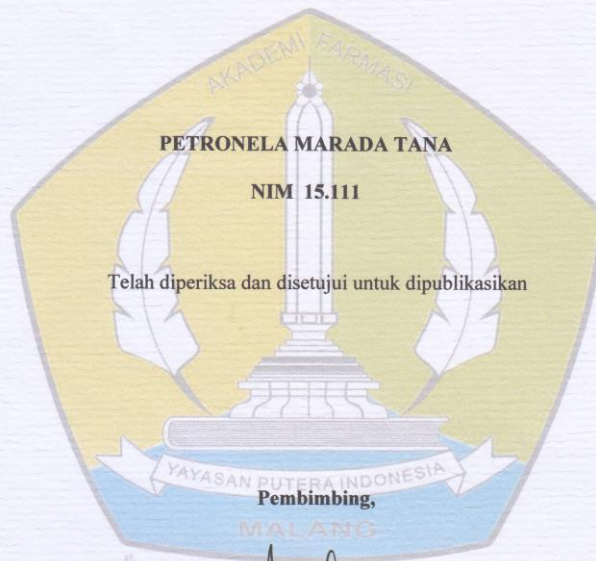 AKADEMI FARMASI
PETRONELA MARADA TANA
NIM 15.111
Telah diperiksa dan disetujui untuk dipublikasikan
YAYASAN PUTERA INDONESIA
Pembimbing,
MALANG